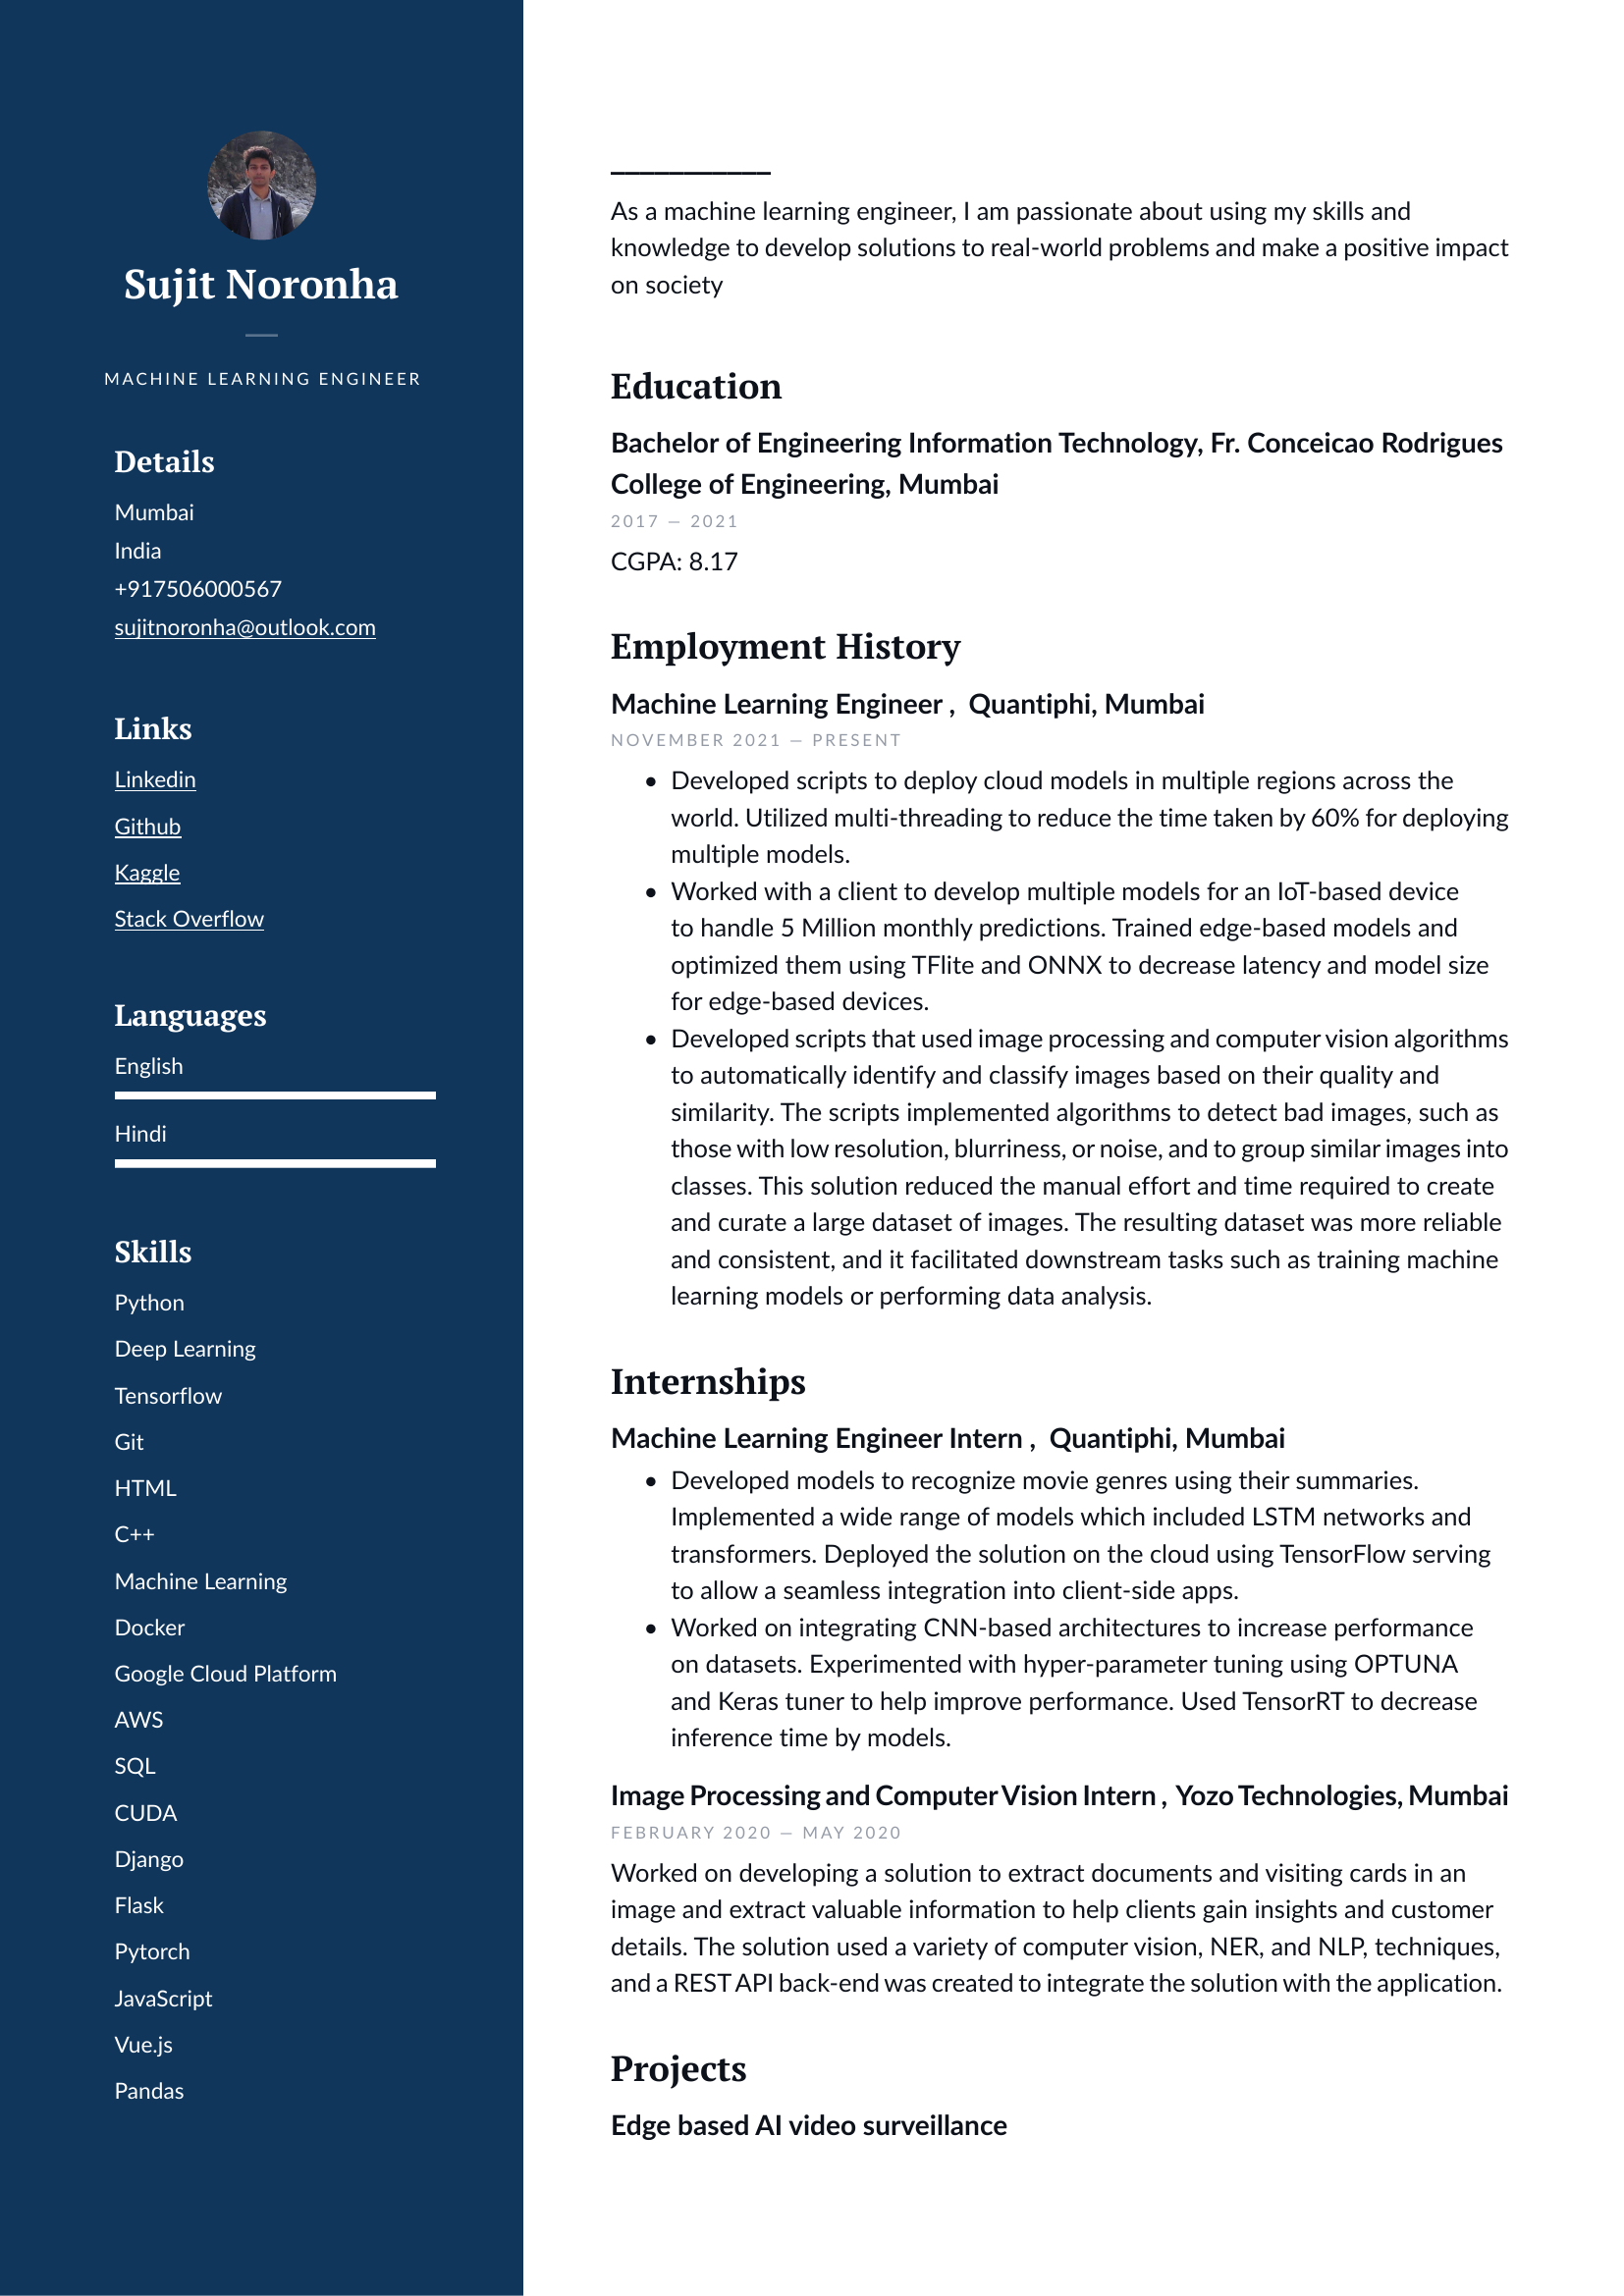 Sujit Noronha
MACHINE LEARNING ENGINEER
Details
Mumbai
India
+917506000567
sujitnoronha@outlook.com
Links
Linkedin
Github
Kaggle
Stack Overflow
Languages
English
Hindi
Skills
Python
Deep Learning
Tensorflow
Git
HTML
C++
Machine Learning
Docker
Google Cloud Platform
AWS
SQL
CUDA
Django
Flask
Pytorch
JavaScript
Vue.js
Pandas
___________
As a machine learning engineer, I am passionate about using my skills and
knowledge to develop solutions to real-world problems and make a positive impact
on society
Education
Bachelor of Engineering Information Technology, Fr. Conceicao Rodrigues
College of Engineering, Mumbai
2017 — 2021
CGPA: 8.17
Employment History
Machine Learning Engineer , Quantiphi, Mumbai
NOVEMBER 2021 — PRESENT
• Developed scripts to deploy cloud models in multiple regions across the
world. Utilized multi-threading to reduce the time taken by 60% for deploying
multiple models.
• Worked with a client to develop multiple models for an IoT-based device
to handle 5 Million monthly predictions. Trained edge-based models and
optimized them using TFlite and ONNX to decrease latency and model size
for edge-based devices.
• Developed scripts that used image processing and computer vision algorithms
to automatically identify and classify images based on their quality and
similarity. The scripts implemented algorithms to detect bad images, such as
those with low resolution, blurriness, or noise, and to group similar images into
classes. This solution reduced the manual effort and time required to create
and curate a large dataset of images. The resulting dataset was more reliable
and consistent, and it facilitated downstream tasks such as training machine
learning models or performing data analysis.
Internships
Machine Learning Engineer Intern , Quantiphi, Mumbai
• Developed models to recognize movie genres using their summaries.
Implemented a wide range of models which included LSTM networks and
transformers. Deployed the solution on the cloud using TensorFlow serving
to allow a seamless integration into client-side apps.
• Worked on integrating CNN-based architectures to increase performance
on datasets. Experimented with hyper-parameter tuning using OPTUNA
and Keras tuner to help improve performance. Used TensorRT to decrease
inference time by models.
Image Processing and Computer Vision Intern , Yozo Technologies, Mumbai
FEBRUARY 2020 — MAY 2020
Worked on developing a solution to extract documents and visiting cards in an
image and extract valuable information to help clients gain insights and customer
details. The solution used a variety of computer vision, NER, and NLP, techniques,
and a REST API back-end was created to integrate the solution with the application.
Projects
Edge based AI video surveillance